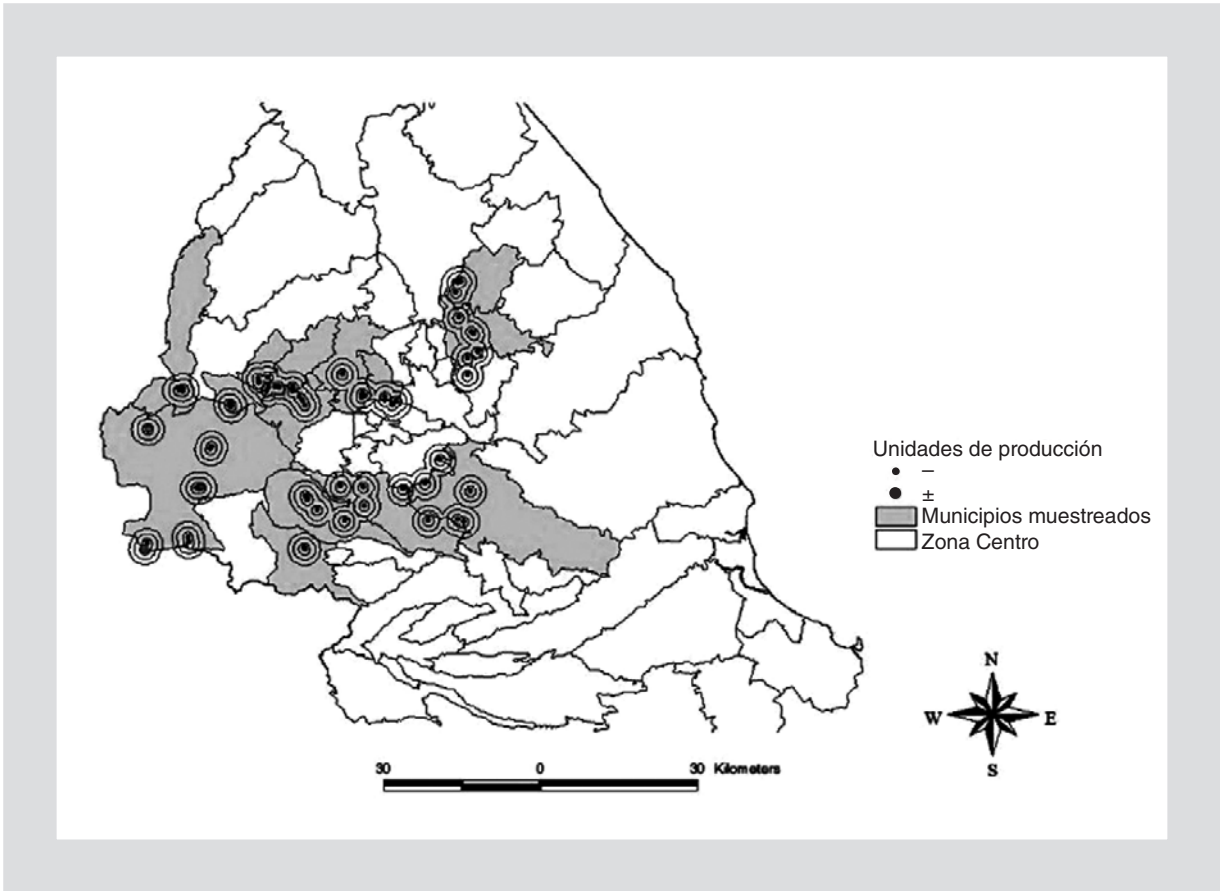 Unidades de producción
–
±
Municipios muestreados
Zona Centro
N
W E
S
30 0 30 Kilometers